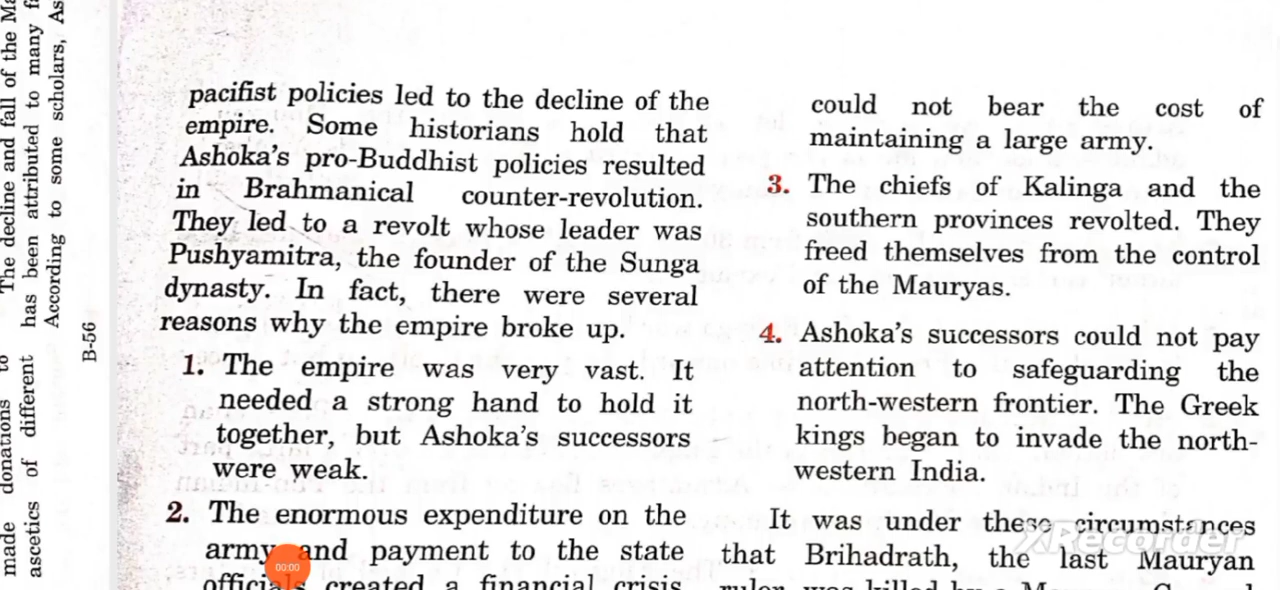 The decline and fall of the Ma
has been attributed to many f
According to some scholars, As
made donations to
ascetics of different
B-56
pacifist policies led to the decline of the
empire. Some historians hold that
Ashoka's pro-Buddhist policies resulted
in Brahmanical counter-revolution.
They led to a revolt whose leader was
Pushyamitra, the founder of the Sunga
dynasty. In fact, there were several
reasons why the empire broke up.
1. The empire was very vast. It
needed a strong hand to hold it
together, but Ashoka's successors
were weak.
2. The enormous expenditure on the
army and payment to the state
officials created a financial crisis
could not bear the cost of
maintaining a large army.
3. The chiefs of Kalinga and the
southern provinces revolted. They
freed themselves from the control
of the Mauryas.
4. Ashoka's successors could not pay
attention to safeguarding the
north-western frontier. The Greek
kings began to invade the north-
western India.
It was under these circumstances
that Brihadrath, the last Mauryan
ruler was killed by a
XRecorder
00:00